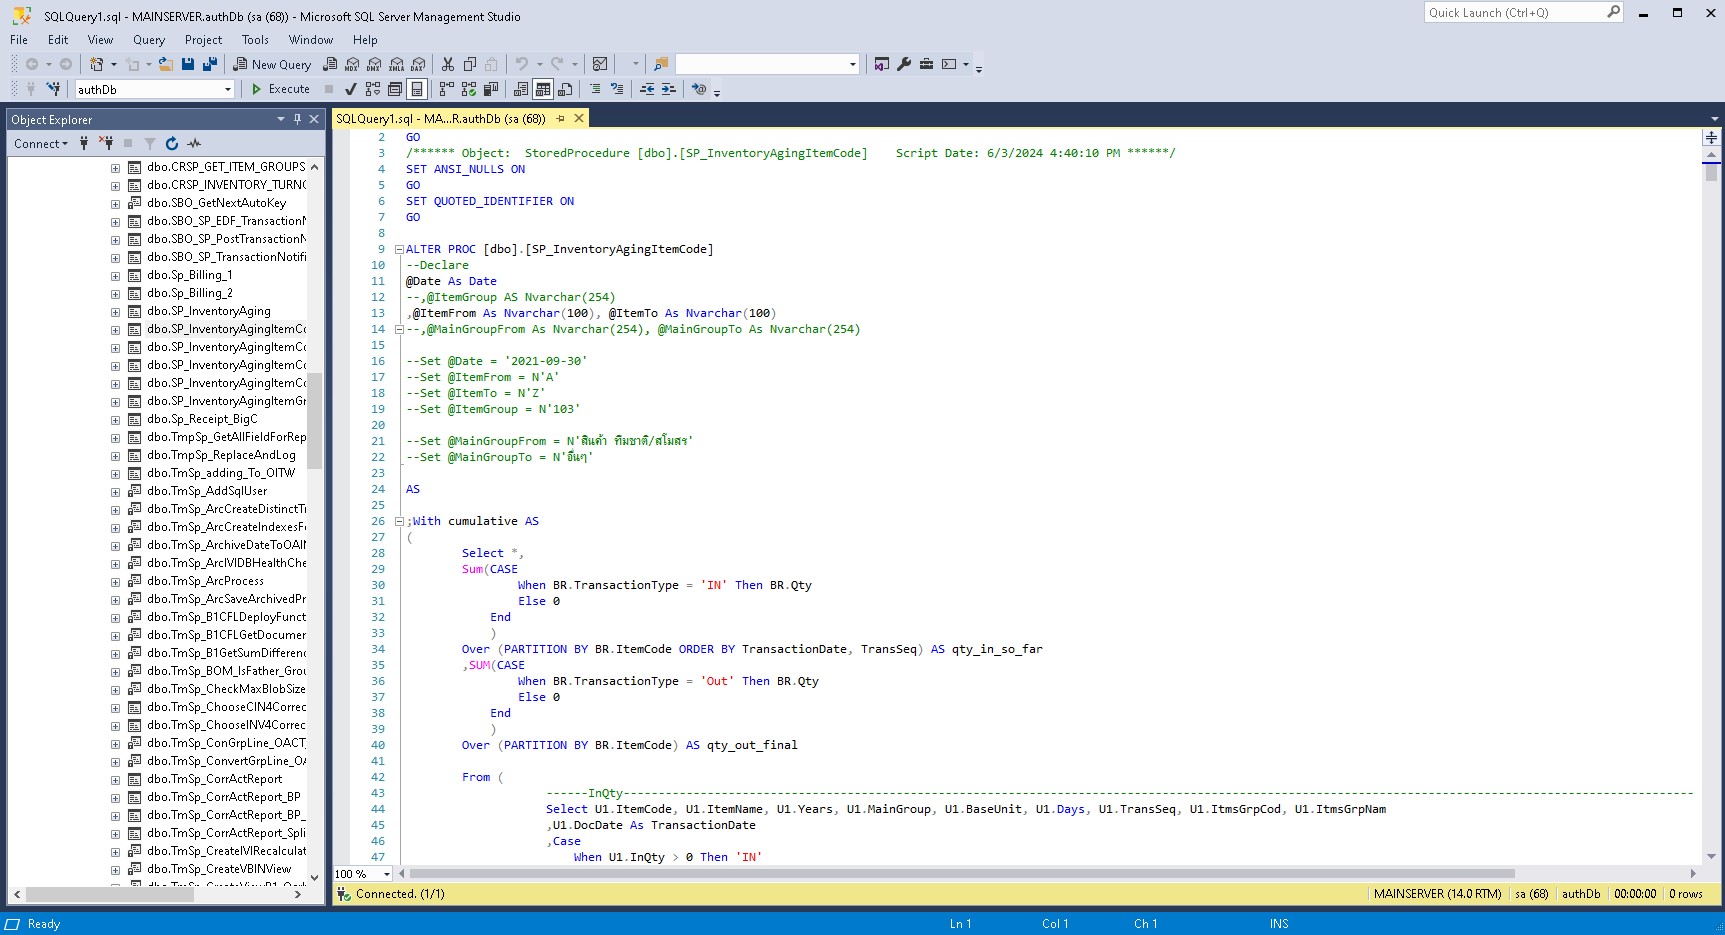 SQLQuery1.sql - MAINSERVER.authDb (sa (68)) - Microsoft SQL Server Management Studio
Quick Launch (Ctrl+Q)
File Edit View Query Project Tools Window Help
New Query MDX DMX XMLA DAX
authDb Execute
Object Explorer
SQLQuery1.sql - MA...R.authDb (sa (68))
Connect
dbo.CRSP_GET_ITEM_GROUPS
dbo.CRSP_INVENTORY_TURNO
dbo.SBO_GetNextAutoKey
dbo.SBO_SP_EDF_TransactionN
dbo.SBO_SP_PostTransactionN
dbo.SBO_SP_TransactionNotifi
dbo.Sp_Billing_1
dbo.Sp_Billing_2
dbo.SP_InventoryAging
dbo.SP_InventoryAgingItemCo
dbo.SP_InventoryAgingItemCo
dbo.SP_InventoryAgingItemCo
dbo.SP_InventoryAgingItemCo
dbo.SP_InventoryAgingItemGr
dbo.Sp_Receipt_BigC
dbo.TmpSp_GetAllFieldForRep
dbo.TmpSp_ReplaceAndLog
dbo.TmSp_adding_To_OITW
dbo.TmSp_AddSqlUser
dbo.TmSp_ArcCreateDistinctTr
dbo.TmSp_ArcCreateIndexesFo
dbo.TmSp_ArchiveDateToOAIN
dbo.TmSp_ArcIVIDBHealthChe
dbo.TmSp_ArcProcess
dbo.TmSp_ArcSaveArchivedPr
dbo.TmSp_B1CFLDeployFunct
dbo.TmSp_B1CFLGetDocumer
dbo.TmSp_B1GetSumDifferenc
dbo.TmSp_BOM_IsFather_Grou
dbo.TmSp_CheckMaxBlobSize
dbo.TmSp_ChooseCIN4Correc
dbo.TmSp_ChooseINV4Correc
dbo.TmSp_ConGrpLine_OACT_
dbo.TmSp_ConvertGrpLine_OA
dbo.TmSp_CorrActReport
dbo.TmSp_CorrActReport_BP
dbo.TmSp_CorrActReport_BP_
dbo.TmSp_CorrActReport_Spli
dbo.TmSp_CreateIVIRecalculat
dbo.TmSp_CreateVBINView
2 GO
3 /****** Object:  StoredProcedure [dbo].[SP_InventoryAgingItemCode]    Script Date: 6/3/2024 4:40:10 PM ******/
4 SET ANSI_NULLS ON
5 GO
6 SET QUOTED_IDENTIFIER ON
7 GO
8
9 ALTER PROC [dbo].[SP_InventoryAgingItemCode]
10 --Declare
11 @Date As Date
12 --,@ItemGroup AS Nvarchar(254)
13 ,@ItemFrom As Nvarchar(100), @ItemTo As Nvarchar(100)
14 --,@MainGroupFrom As Nvarchar(254), @MainGroupTo As Nvarchar(254)
15
16 --Set @Date = '2021-09-30'
17 --Set @ItemFrom = N'A'
18 --Set @ItemTo = N'Z'
19 --Set @ItemGroup = N'103'
20
21 --Set @MainGroupFrom = N'สินค้า ทีมชาติ/สโมสร'
22 --Set @MainGroupTo = N'อื่นๆ'
23
24 AS
25
26 ;With cumulative AS
27 (
28 Select *,
29 Sum(CASE
30 When BR.TransactionType = 'IN' Then BR.Qty
31 Else 0
32 End
33 )
34 Over (PARTITION BY BR.ItemCode ORDER BY TransactionDate, TransSeq) AS qty_in_so_far
35 ,SUM(CASE
36 When BR.TransactionType = 'Out' Then BR.Qty
37 Else 0
38 End
39 )
40 Over (PARTITION BY BR.ItemCode) AS qty_out_final
41
42 From (
43 ------InQty------------------------------------------------------------------------------------------------------------------------------------------------------
44 Select U1.ItemCode, U1.ItemName, U1.Years, U1.MainGroup, U1.BaseUnit, U1.Days, U1.TransSeq, U1.ItmsGrpCod, U1.ItmsGrpNam
45 ,U1.DocDate As TransactionDate
46 ,Case
47 When U1.InQty > 0 Then 'IN'
100 %
Connected. (1/1) MAINSERVER (14.0 RTM) sa (68) authDb 00:00:00 0 rows
Ready Ln 1 Col 1 Ch 1 INS